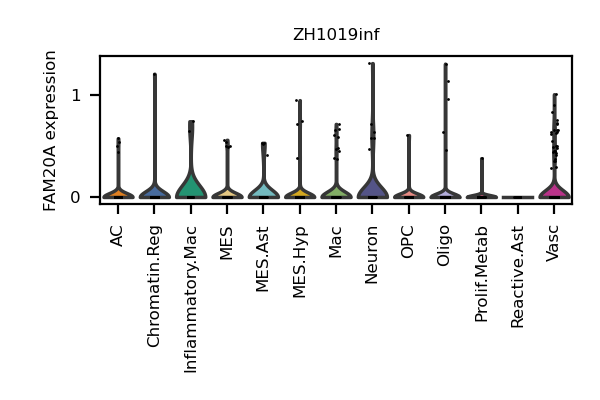 ZH1019inf
FAM20A expression
1
0
AC
Chromatin.Reg
Inflammatory.Mac
MES
MES.Ast
MES.Hyp
Mac
Neuron
OPC
Oligo
Prolif.Metab
Reactive.Ast
Vasc